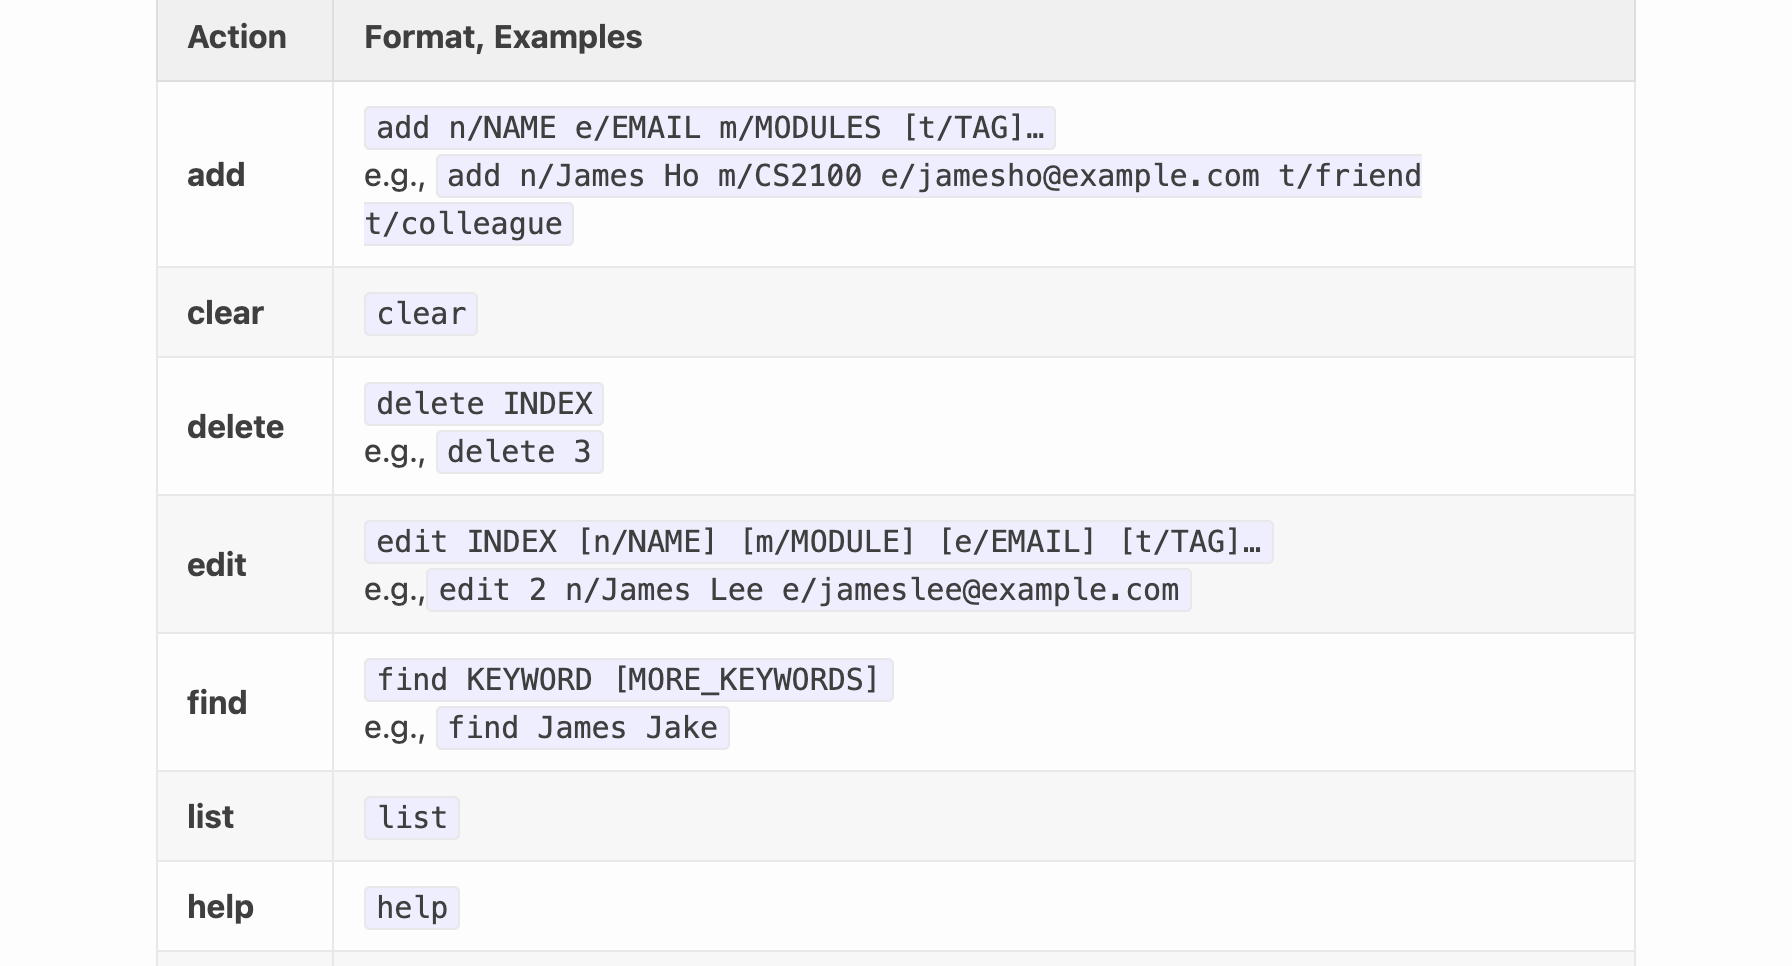 Action Format, Examples
add
add n/NAME e/EMAIL m/MODULES [t/TAG]…
e.g., add n/James Ho m/CS2100 e/jamesho@example.com t/friend
t/colleague
clear clear
delete
delete INDEX
e.g., delete 3
edit
edit INDEX [n/NAME] [m/MODULE] [e/EMAIL] [t/TAG]…
e.g., edit 2 n/James Lee e/jameslee@example.com
find
find KEYWORD [MORE_KEYWORDS]
e.g., find James Jake
list list
help help